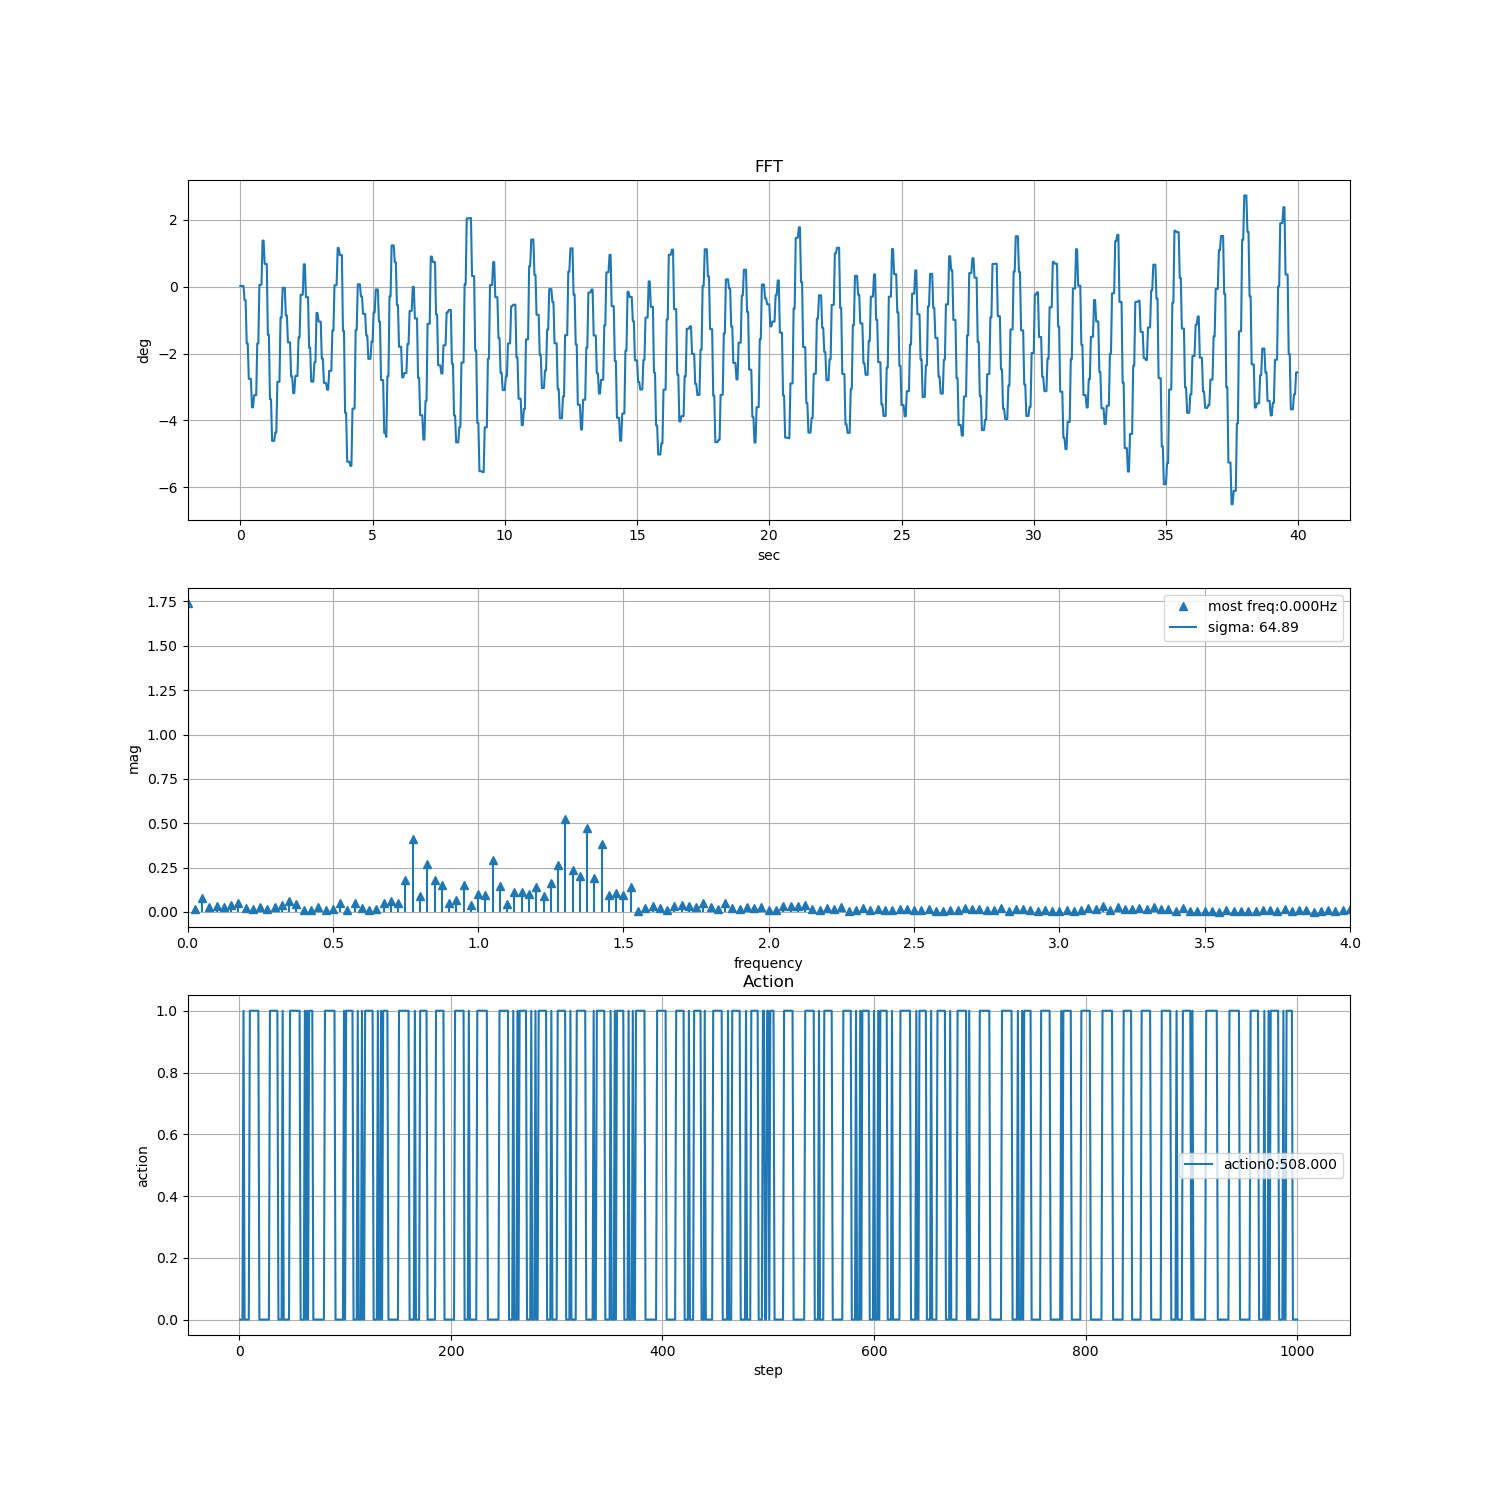 FFT
2
0
−2
−4
−6
deg
0 5 10 15 20 25 30 35 40
sec
1.75
1.50
1.25
1.00
0.75
0.50
0.25
0.00
mag
most freq:0.000Hz
sigma: 64.89
0.0 0.5 1.0 1.5 2.0 2.5 3.0 3.5 4.0
frequency
Action
1.0
0.8
0.6
0.4
0.2
0.0
action
action0:508.000
0 200 400 600 800 1000
step